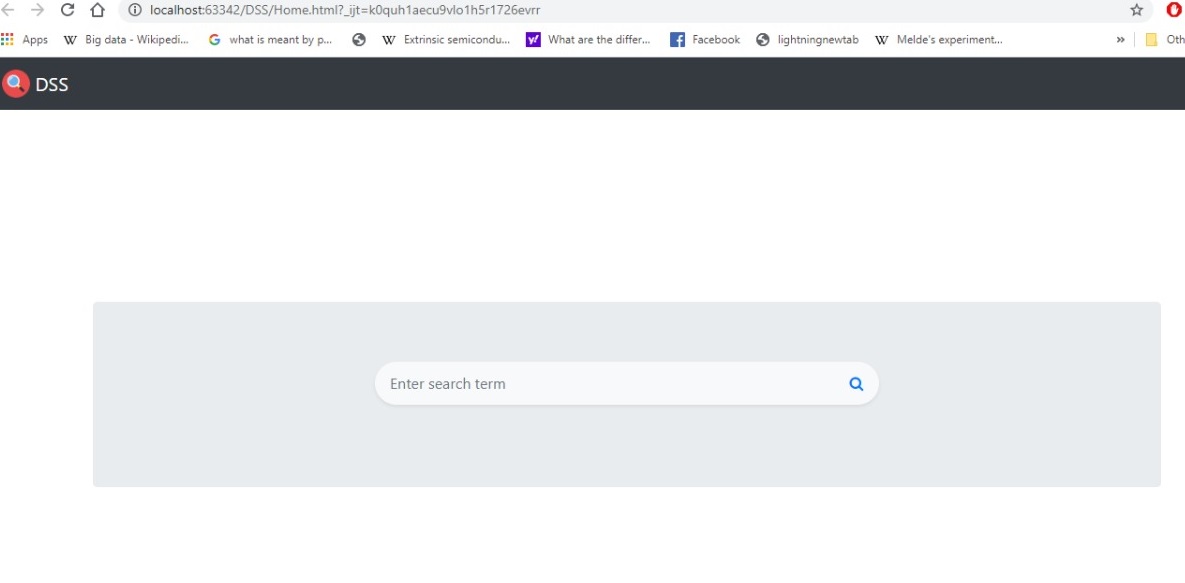 localhost:63342/DSS/Home.html?_ijt=k0quh1aecu9vlo1h5r1726evrr
Apps W Big data - Wikipedi... G what is meant by p... W Extrinsic semicondu... y! What are the differ... f Facebook lightningnewtab W Melde's experiment... » Oth
DSS
Enter search term